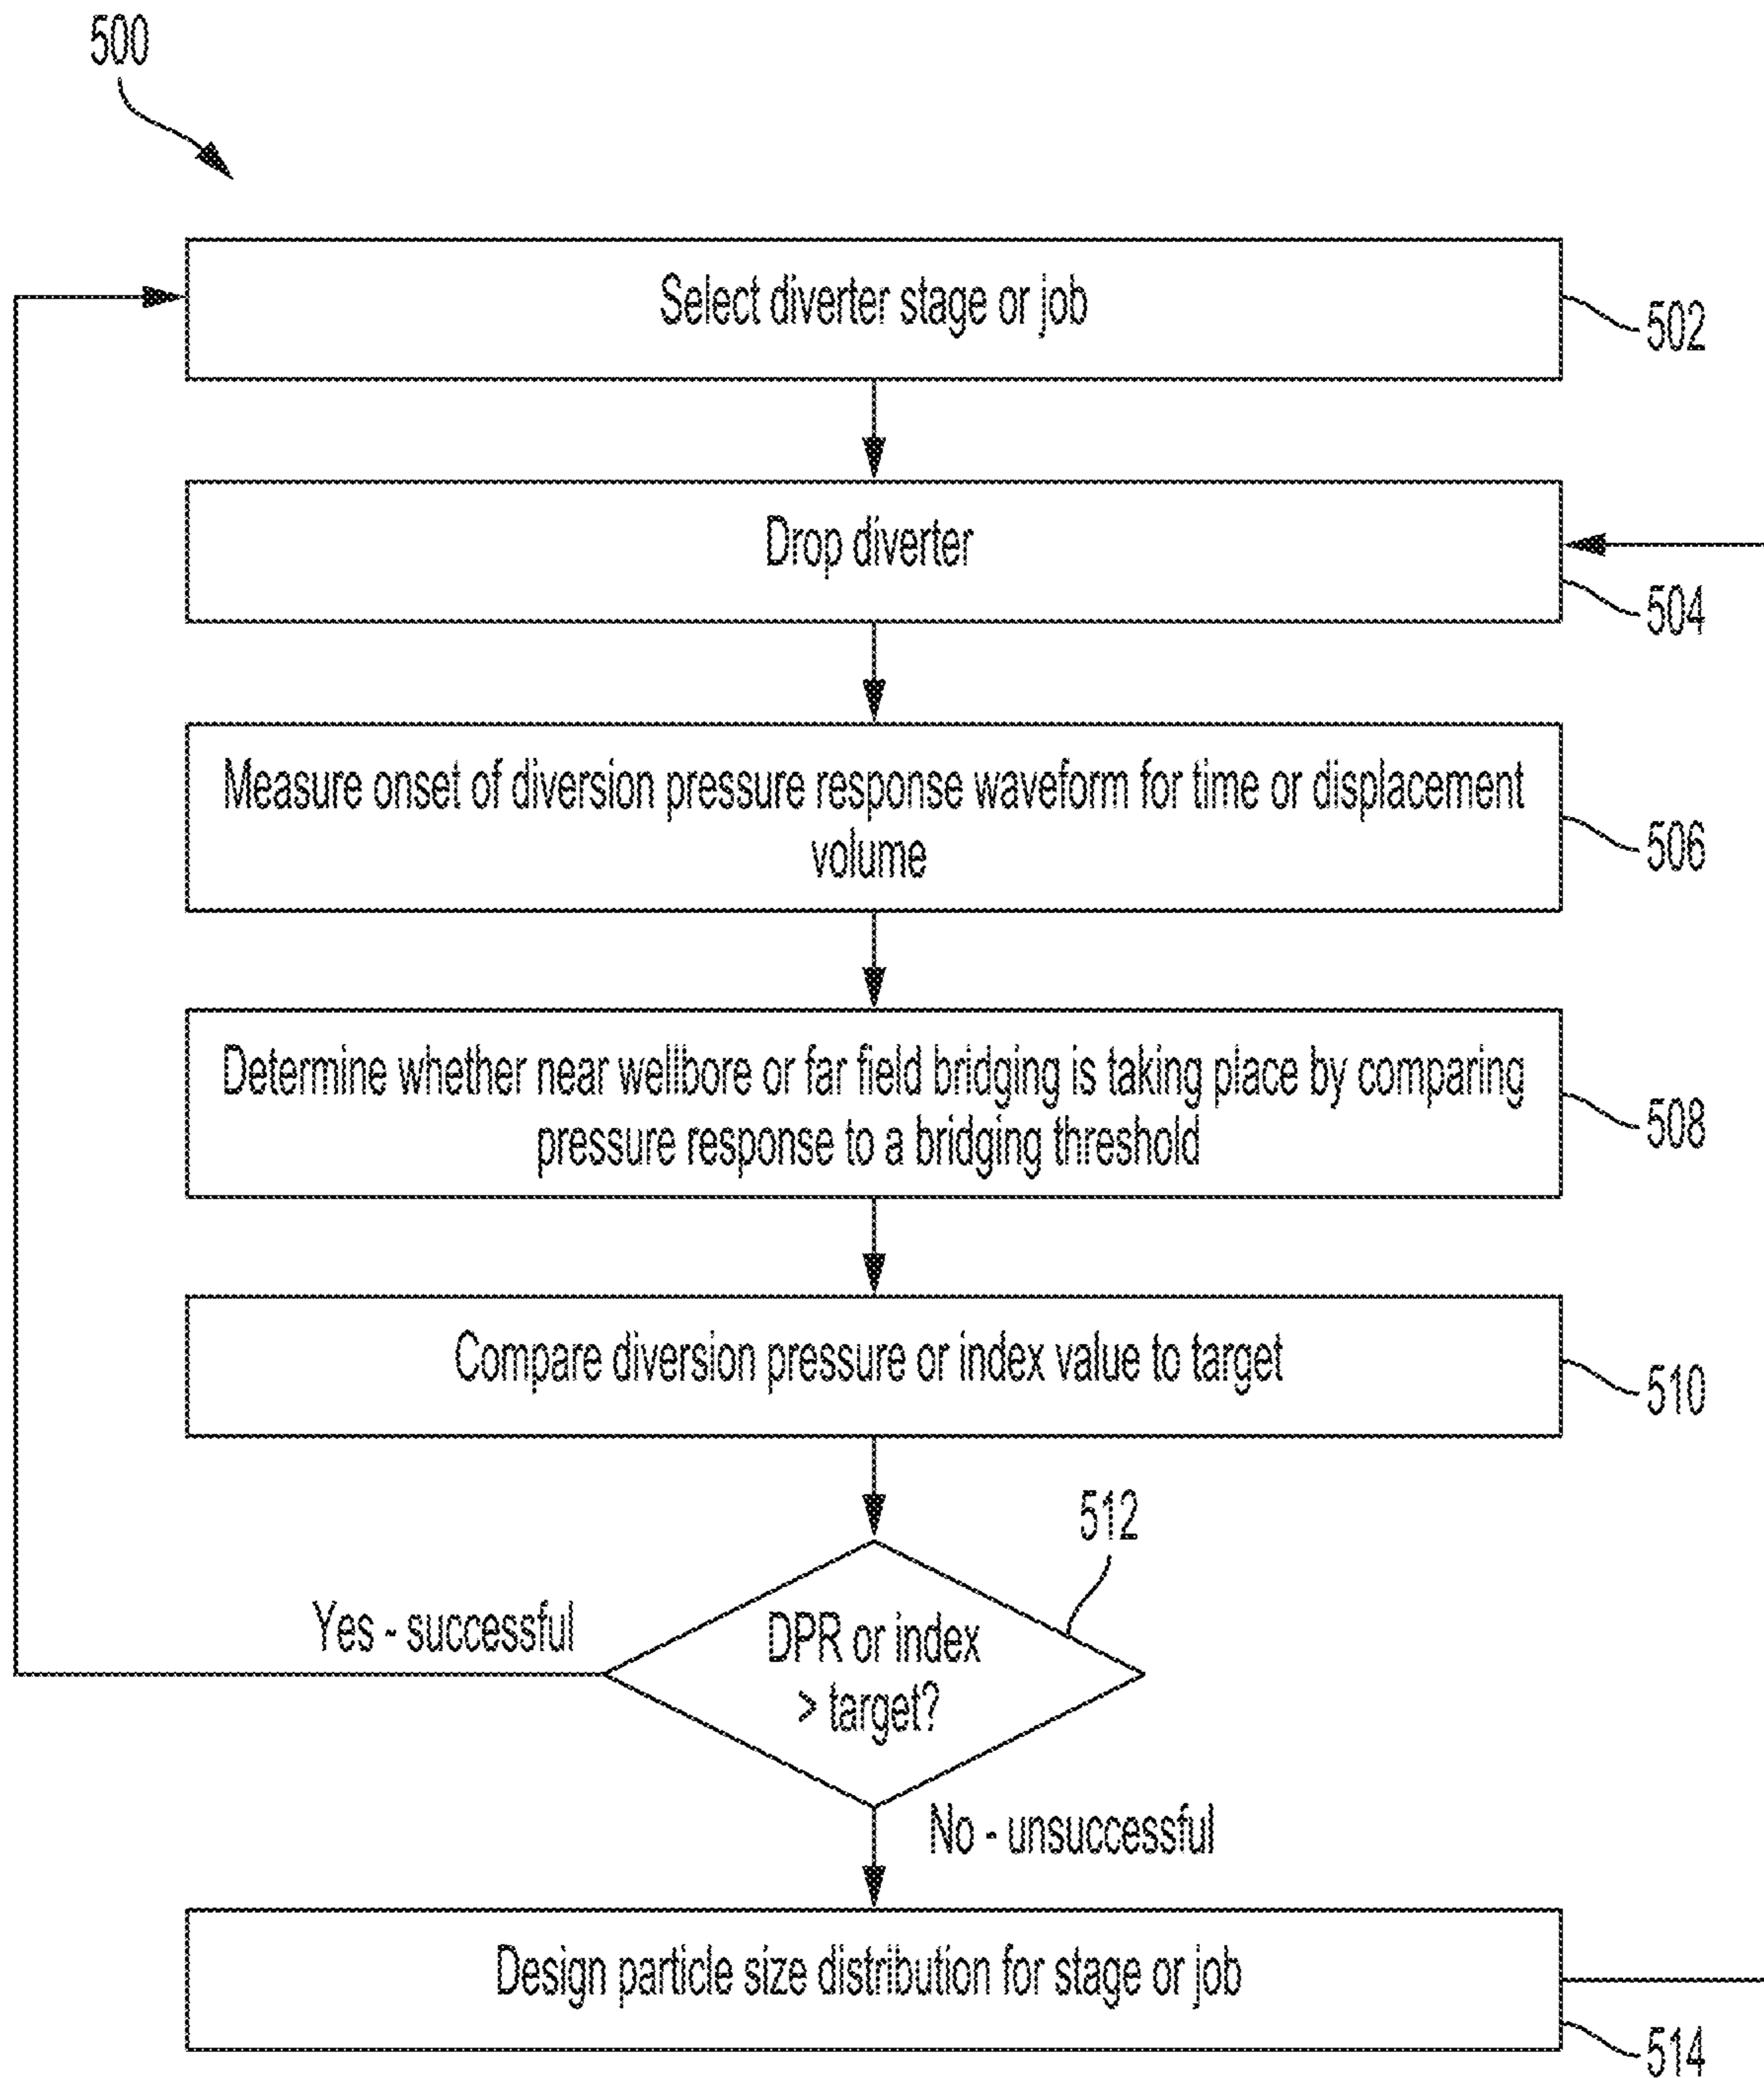 500
Select diverter stage or job
502
Drop diverter
504
Measure onset of diversion pressure response waveform for time or displacement
volume
506
Determine whether near wellbore or far field bridging is taking place by comparing
pressure response to a bridging threshold
508
Compare diversion pressure or index value to target
510
512
Yes - successful
DPR or index
> target?
No - unsuccessful
Design particle size distribution for stage or job
514